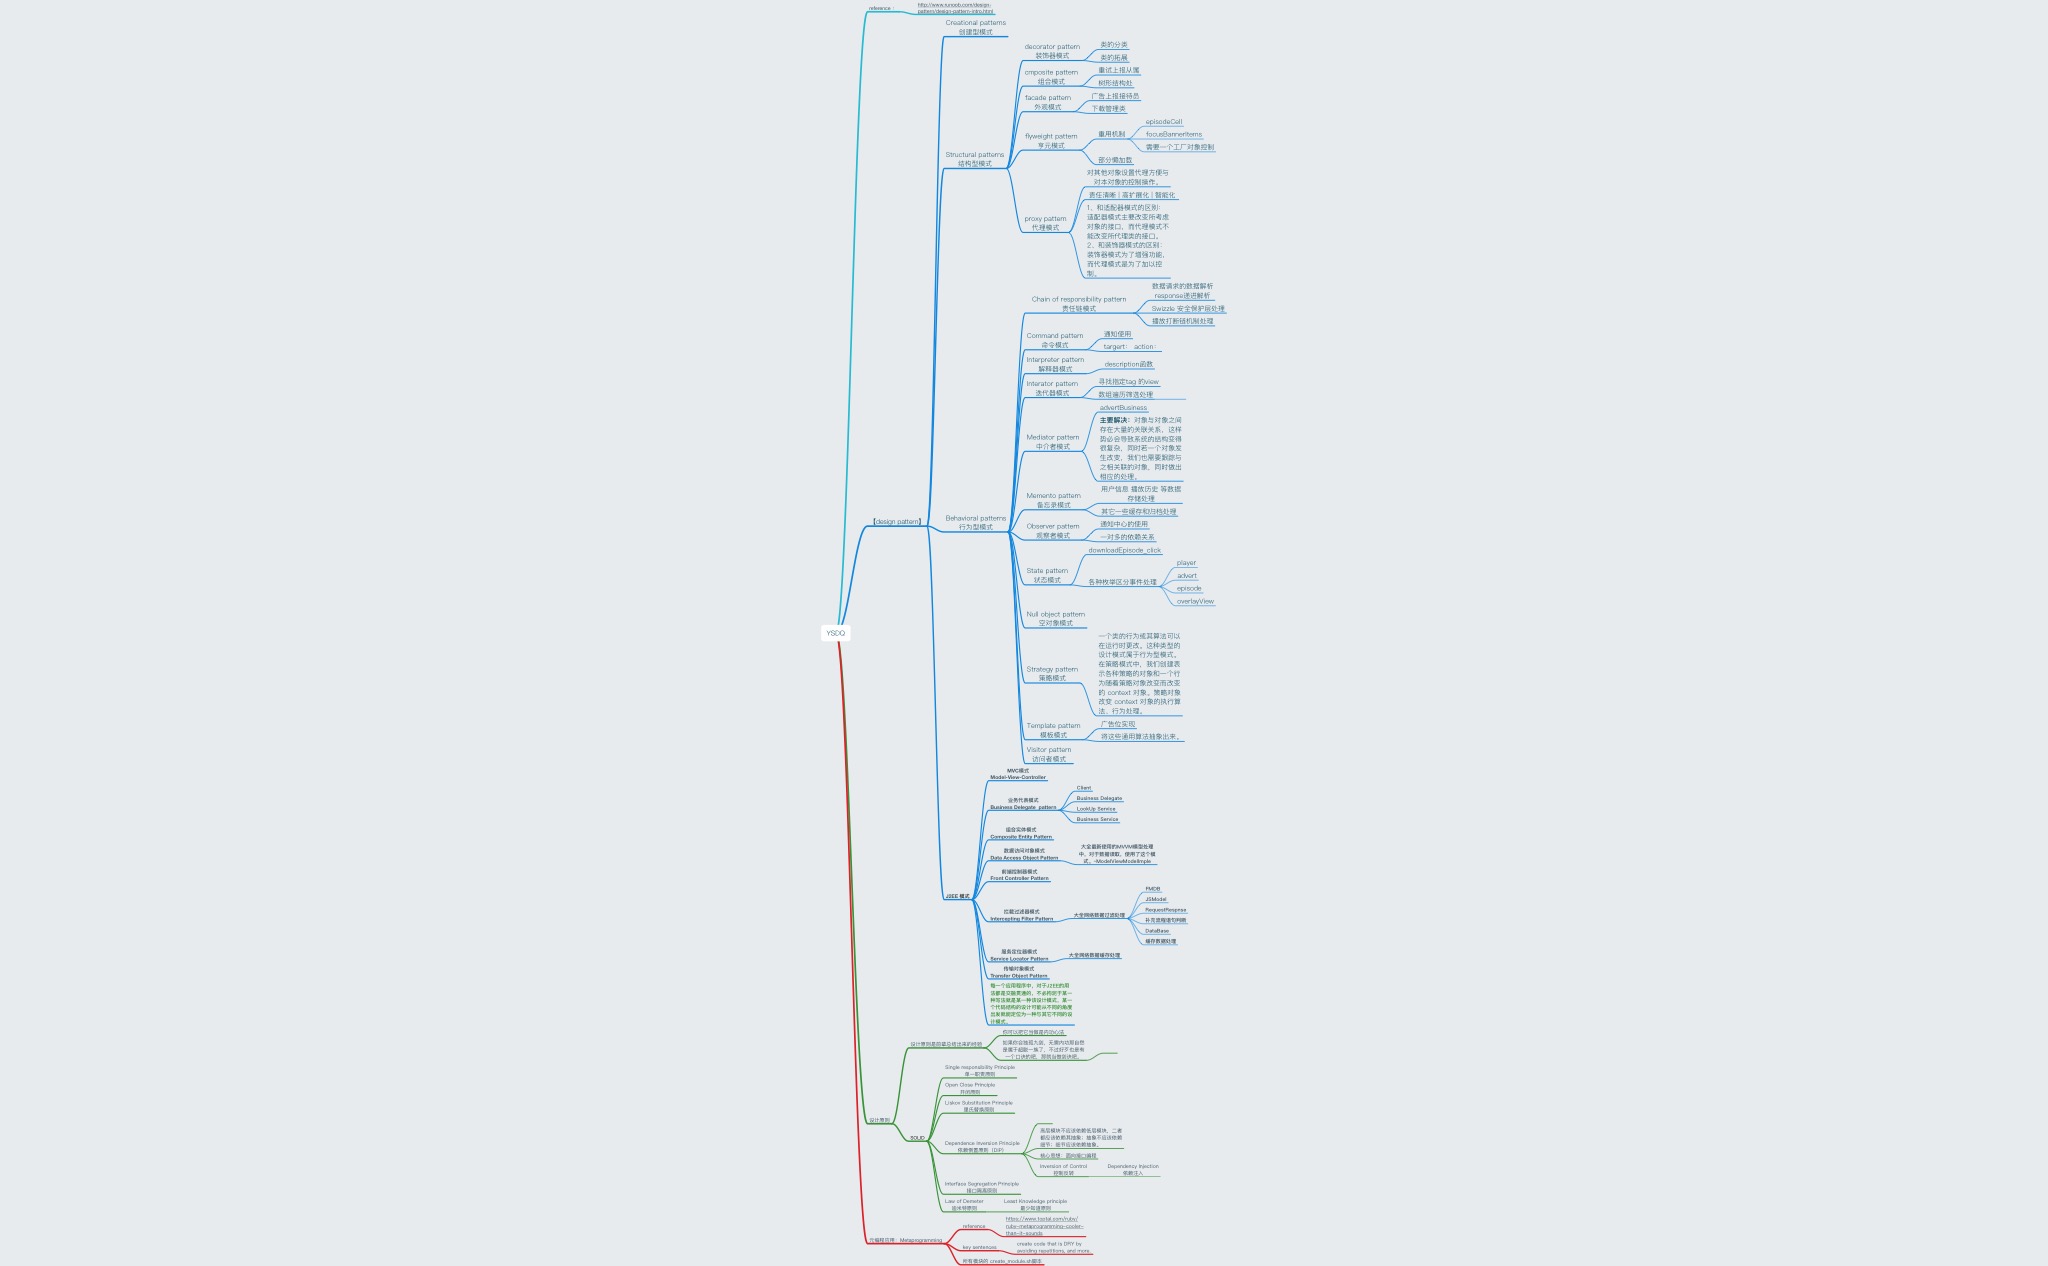 reference :
http://www.runoob.com/design-
pattern/design-pattern-intro.html
Creational patterns
创建型模式
decorator pattern
装饰器模式
类的分类
类的拓展
cmposite pattern
组合模式
重试上报从属
树形结构处
facade pattern
外观模式
广告上报接待员
下载管理类
flyweight pattern
享元模式
重用机制
episodeCell
focusBannerItems
需要一个工厂对象控制
部分懒加载
Structural patterns
结构型模式
对其他对象设置代理方便与
对本对象的控制操作。
责任清晰 | 高扩展化 | 智能化
proxy pattern
代理模式
1、和适配器模式的区别：
适配器模式主要改变所考虑
对象的接口，而代理模式不
能改变所代理类的接口。
2、和装饰器模式的区别：
装饰器模式为了增强功能，
而代理模式是为了加以控
制。
Chain of responsibility pattern
责任链模式
数据请求的数据解析
response递进解析
Swizzle 安全保护层处理
播放打断链机制处理
Command pattern
命令模式
通知使用
targert： action：
Interpreter pattern
解释器模式
description函数
Interator pattern
迭代器模式
寻找指定tag 的view
数组遍历筛选处理
Mediator pattern
中介者模式
advertBusiness
主要解决：对象与对象之间
存在大量的关联关系，这样
势必会导致系统的结构变得
很复杂，同时若一个对象发
生改变，我们也需要跟踪与
之相关联的对象，同时做出
相应的处理。
Memento pattern
备忘录模式
用户信息 播放历史 等数据
存储处理
其它一些缓存和归档处理
【design pattern】
Behavioral patterns
行为型模式
Observer pattern
观察者模式
通知中心的使用
一对多的依赖关系
State pattern
状态模式
downloadEpisode_click
各种枚举区分事件处理
player
advert
episode
overlayView
Null object pattern
空对象模式
YSDQ
Strategy pattern
策略模式
一个类的行为或其算法可以
在运行时更改。这种类型的
设计模式属于行为型模式。
在策略模式中，我们创建表
示各种策略的对象和一个行
为随着策略对象改变而改变
的 context 对象。策略对象
改变 context 对象的执行算
法，行为处理。
Template pattern
模板模式
广告位实现
将这些通用算法抽象出来。
Visitor pattern
访问者模式
MVC模式
Model-View-Controller
业务代表模式
Business Delegate pattern
Client
Business Delegate
LookUp Service
Business Service
组合实体模式
Composite Entity Pattern
数据访问对象模式
Data Access Object Pattern
大全最新使用的MVVM模型处理
中，对于数据读取，使用了这个模
式。-ModelViewModelImple
前端控制器模式
Front Controller Pattern
J2EE 模式
拦截过滤器模式
Intercepting Filter Pattern
大全网络数据过滤处理
FMDB
JSModel
RequestRespnse
补充流程语句判断
DataBase
缓存数据处理
服务定位器模式
Service Locator Pattern
大全网络数据缓存处理
传输对象模式
Transfer Object Pattern
每一个应用程序中，对于J2EE的用
法都是交融贯通的，不必拘泥于某一
种写法就是某一种该设计模式，某一
个代码结构的设计可能从不同的角度
出发就能定位为一种与其它不同的设
计模式。
设计原则是前辈总结出来的经验
你可以把它当做是内功心法
如果你会独孤九剑，无需内功那自然
是属于超脱一族了，不过好歹也是有
一个口诀的吧，那就当做剑诀吧。
Single responsibility Principle
单一职责原则
Open Close Principle
开闭原则
Liskov Substitution Principle
里氏替换原则
设计原则
SOLID
Dependence Inversion Principle
依赖倒置原则（DIP）
高层模块不应该依赖低层模块，二者
都应该依赖其抽象；抽象不应该依赖
细节；细节应该依赖抽象。
核心思想：面向接口编程
Inversion of Control
控制反转
Dependency Injection
依赖注入
Interface Segregation Principle
接口隔离原则
Law of Demeter
迪米特原则
Least Knowledge principle
最少知道原则
元编程应用：Metaprogramming
reference
https://www.toptal.com/ruby/
ruby-metaprogramming-cooler-
than-it-sounds
key sentences
create code that is DRY by
avoiding repetitions, and more.
所有模块的 create_module.sh脚本